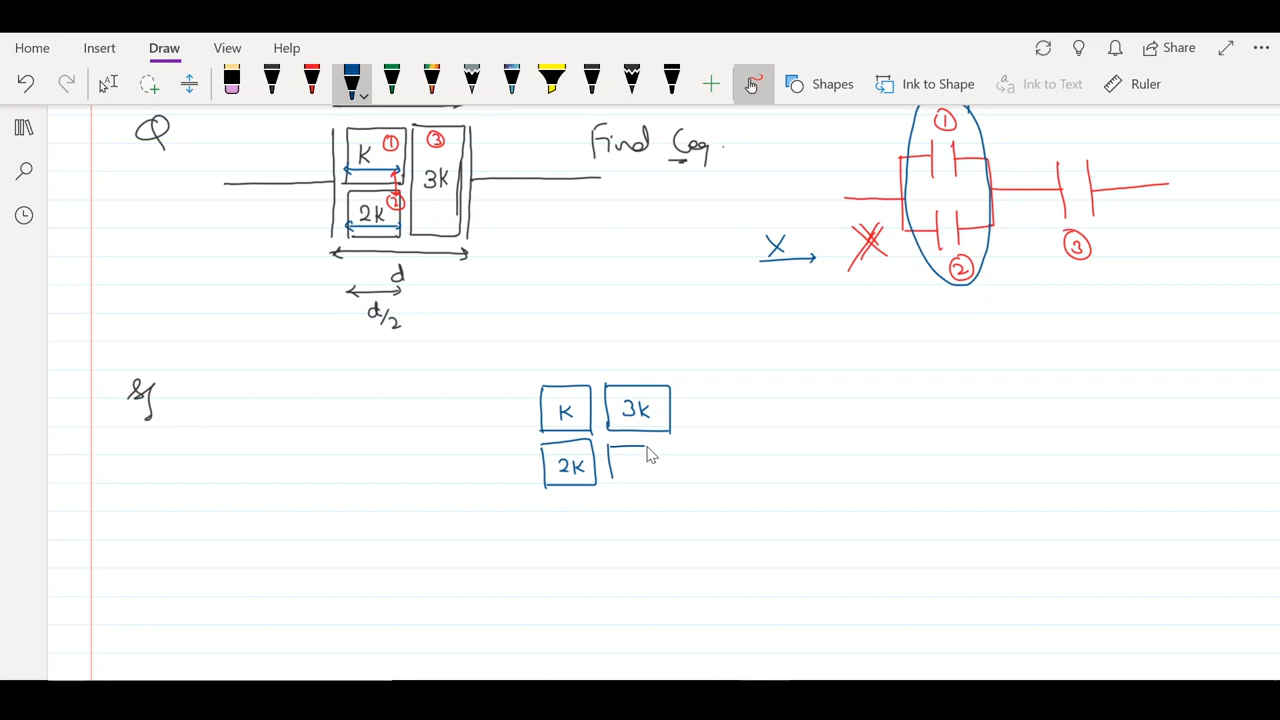 Home Insert Draw View Help Share
Shapes Ink to Shape Ink to Text Ruler
Q
K ① ③
3K
2K ②
Find Ceq.
d
d/2
①
②
③
X
X
K 3K
2K